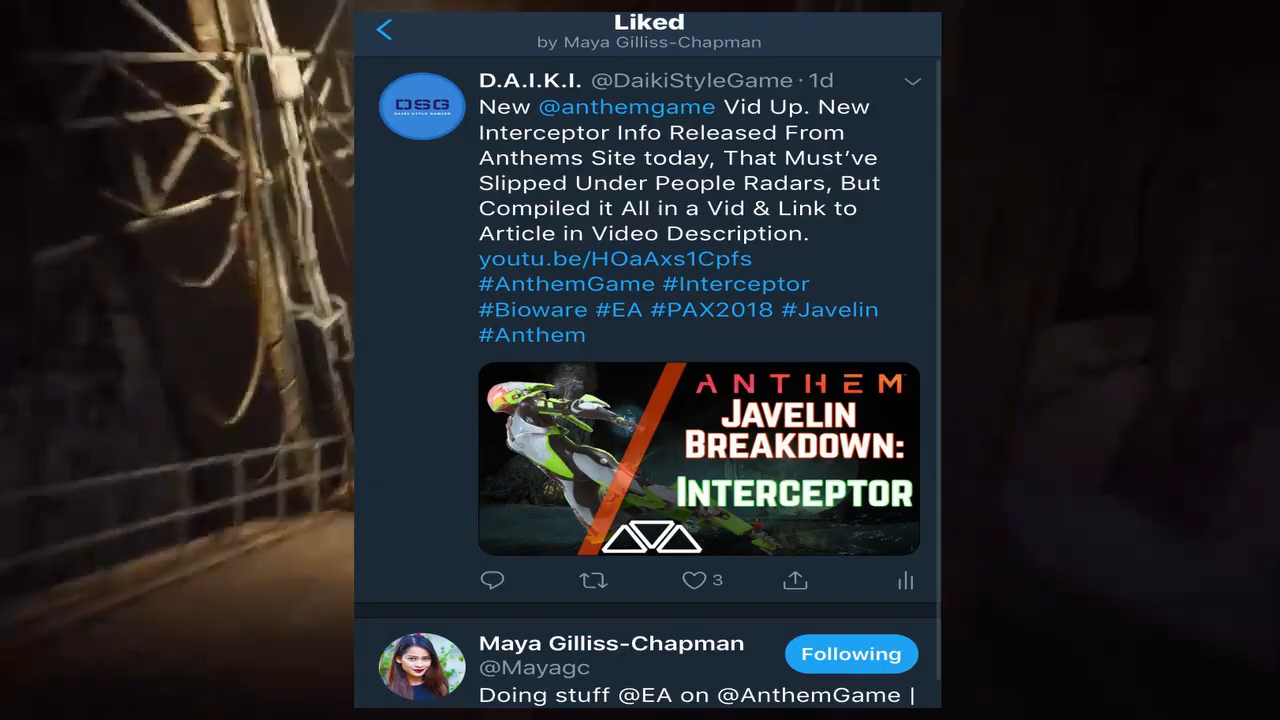 Liked
by Maya Gilliss-Chapman
D.A.I.K.I. @DaikiStyleGame · 1d
DSG
DAIKI STYLE GAMING
New @anthemgame Vid Up. New
Interceptor Info Released From
Anthems Site today, That Must’ve
Slipped Under People Radars, But
Compiled it All in a Vid & Link to
Article in Video Description.
youtu.be/HOaAxs1Cpfs
#AnthemGame #Interceptor
#Bioware #EA #PAX2018 #Javelin
#Anthem
ANTHEM
JAVELIN
BREAKDOWN:
INTERCEPTOR
3
Maya Gilliss-Chapman
@Mayagc
Following
Doing stuff @EA on @AnthemGame |